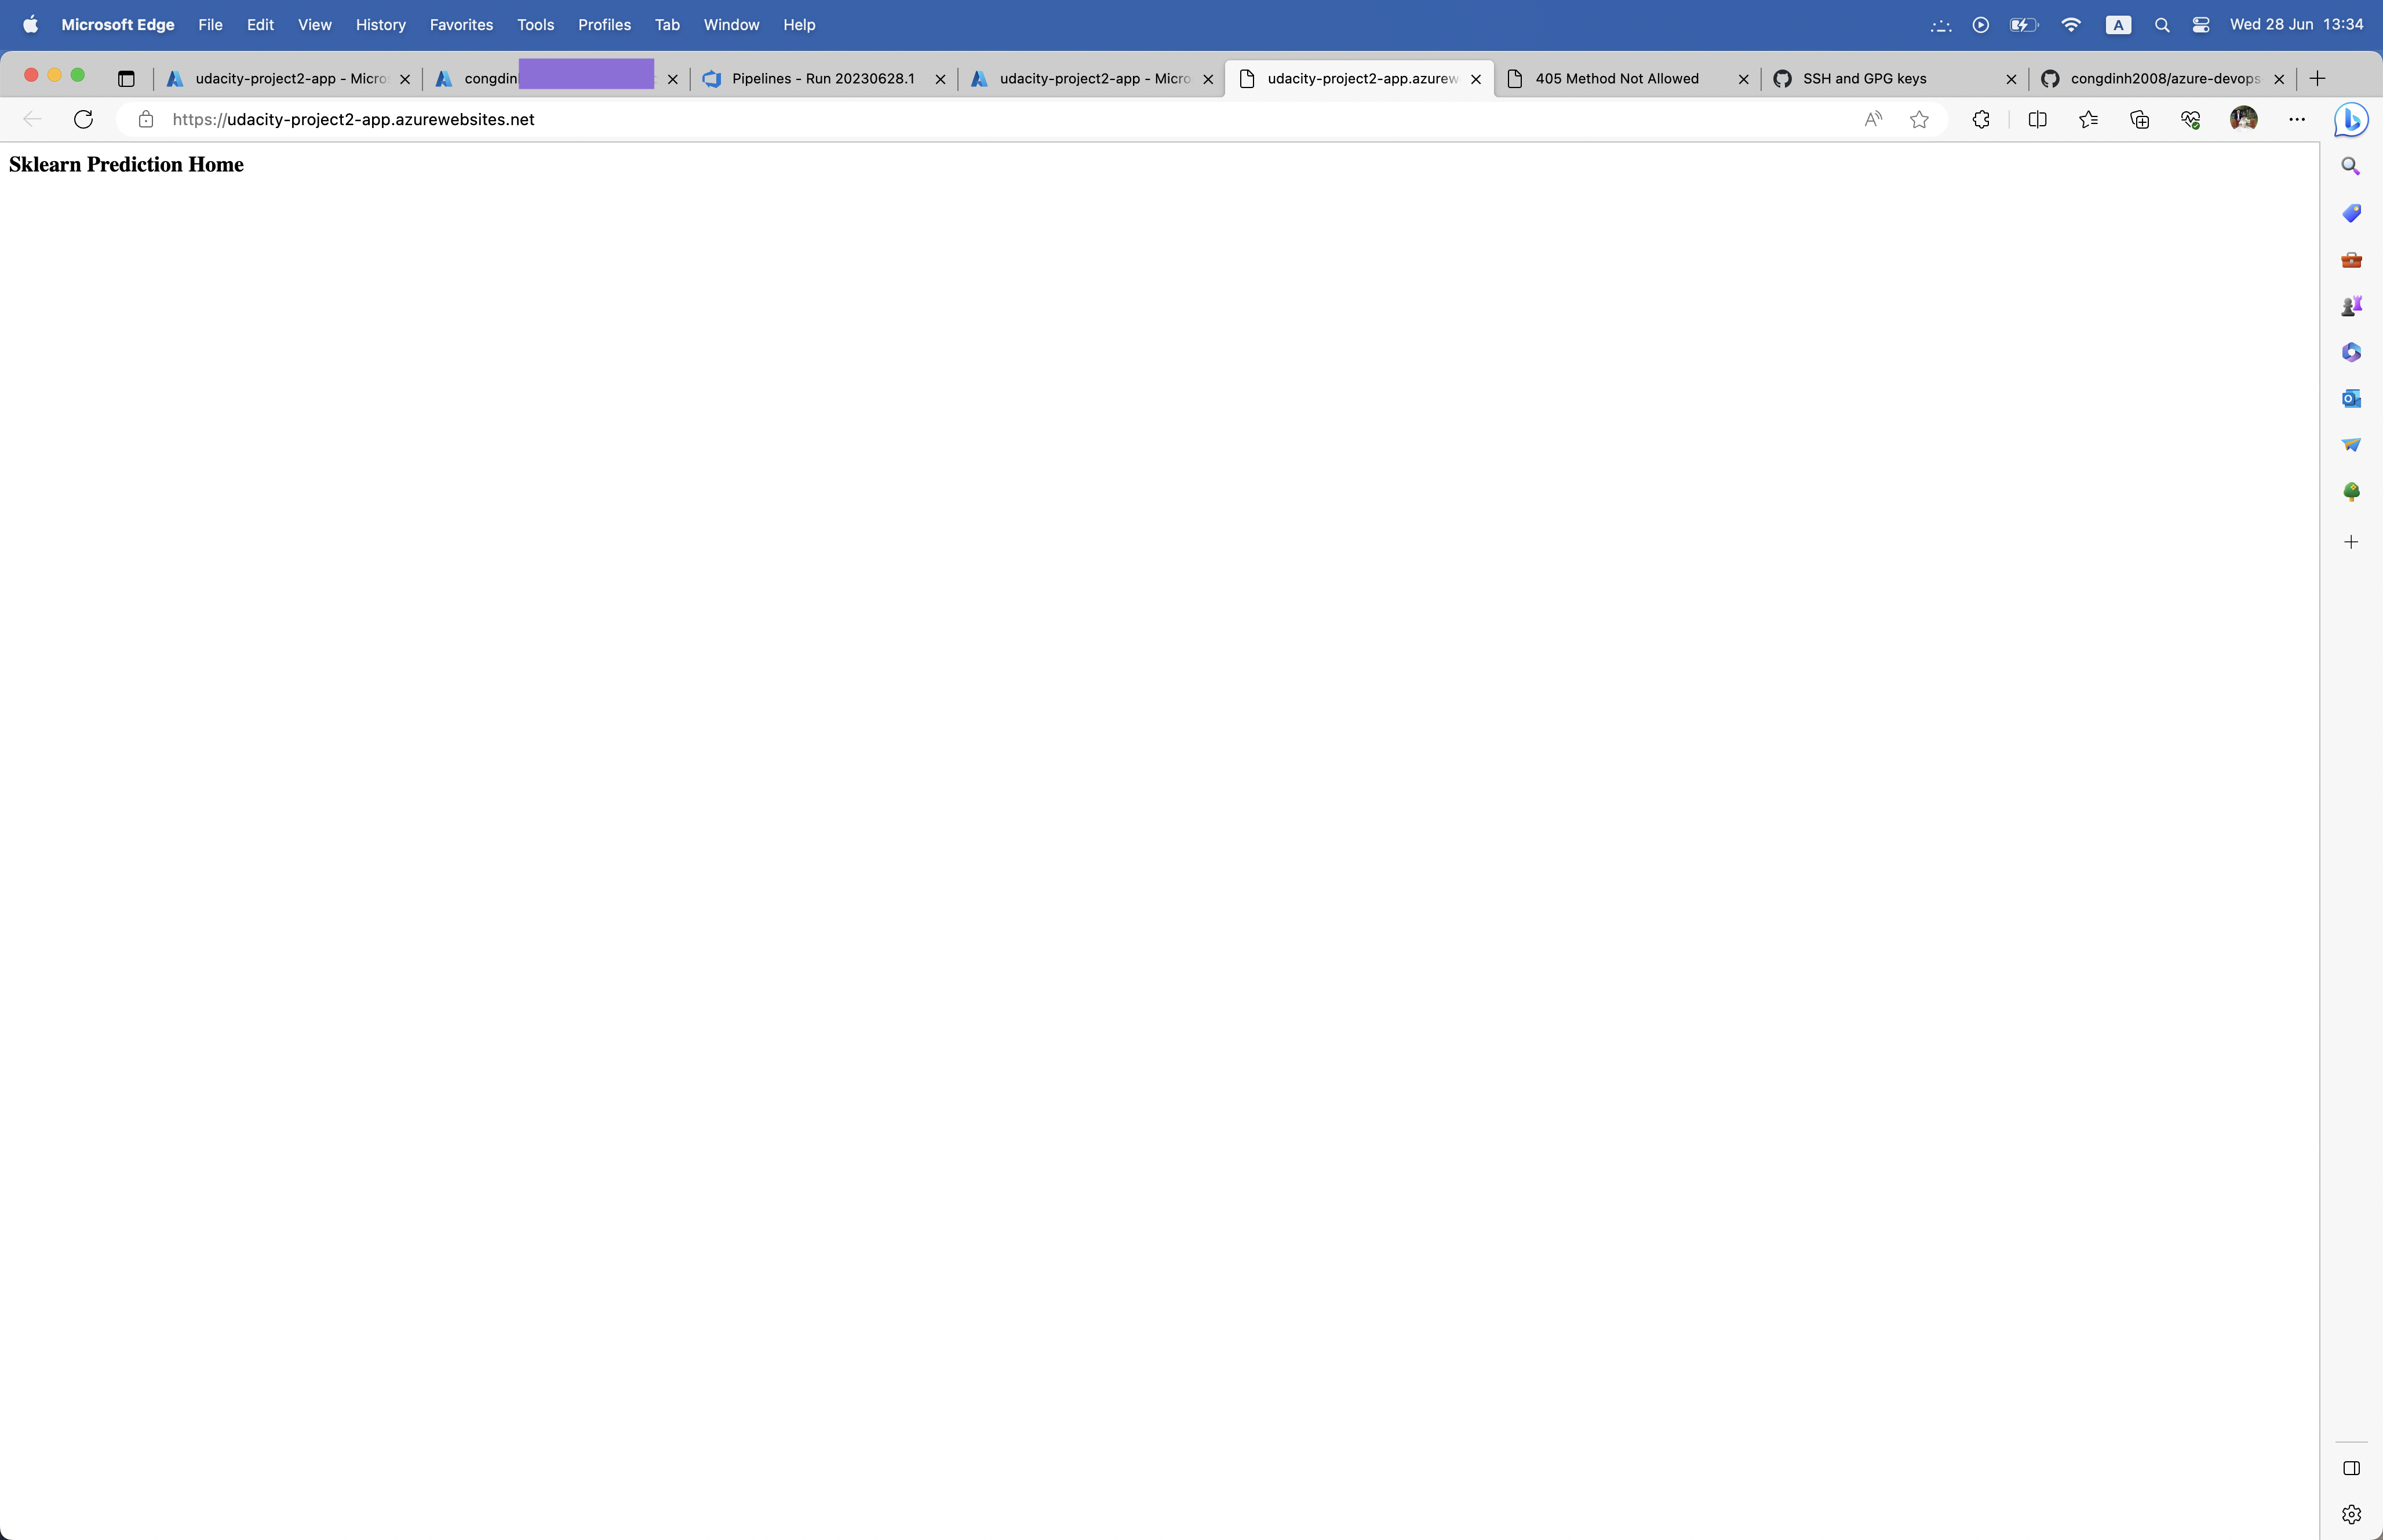 Microsoft Edge File Edit View History Favorites Tools Profiles Tab Window Help A Wed 28 Jun 13:34
udacity-project2-app - Micro congdin Pipelines - Run 20230628.1 udacity-project2-app - Micro udacity-project2-app.azurew 405 Method Not Allowed SSH and GPG keys congdinh2008/azure-devops
https://udacity-project2-app.azurewebsites.net
Sklearn Prediction Home